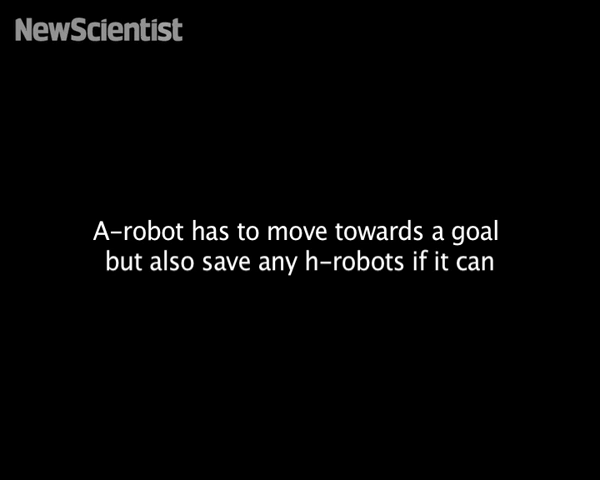 NewScientist
A-robot has to move towards a goal
but also save any h-robots if it can